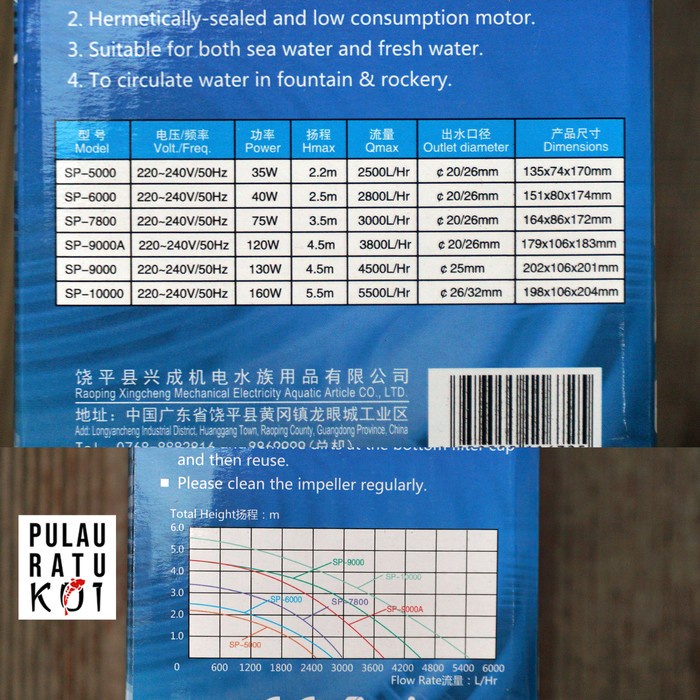 2. Hermetically-sealed and low consumption motor.
3. Suitable for both sea water and fresh water.
4. To circulate water in fountain & rockery.
型号 电压/频率 功率 扬程 流量 出水口径 产品尺寸
Model Volt./Freq. Power Hmax Qmax Outlet diameter Dimensions
SP-5000 220~240V/50Hz 35W 2.2m 2500L/Hr ¢20/26mm 135x74x170mm
SP-6000 220~240V/50Hz 40W 2.5m 2800L/Hr ¢20/26mm 151x80x174mm
SP-7800 220~240V/50Hz 75W 3.5m 3000L/Hr ¢20/26mm 164x86x172mm
SP-9000A 220~240V/50Hz 120W 4.5m 3800L/Hr ¢20/26mm 179x106x183mm
SP-9000 220~240V/50Hz 130W 4.5m 4500L/Hr ¢25mm 202x106x201mm
SP-10000 220~240V/50Hz 160W 5.5m 5500L/Hr ¢26/32mm 198x106x204mm
饶平县兴成机电水族用品有限公司
Raoping Xingcheng Mechanical Electricity Aquatic Article CO., LTD.
地址：中国广东省饶平县黄冈镇龙眼城工业区
Add: Longyancheng Industrial District, Huanggang Town, Raoping County, Guangdong Province, China
and then reuse.
■ Please clean the impeller regularly.
Total Height扬程：m
6.0
5.0
4.0
3.0
2.0
1.0
SP-9000
SP-10000
SP-6000
SP-7800
SP-9000A
SP-5000
0 600 1200 1800 2400 3000 3600 4200 4800 5400 6000
Flow Rate流量：L/Hr
PULAU
RATU
KOI